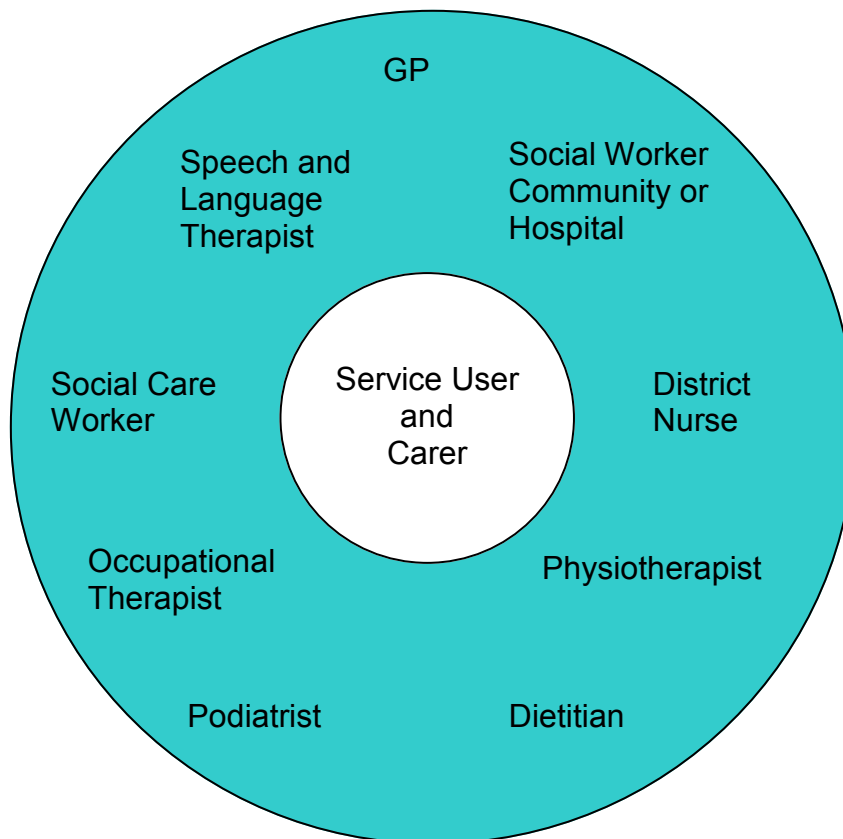 GP
Speech and
Language
Therapist
Social Worker
Community or
Hospital
Social Care
Worker
Service User
and
Carer
District
Nurse
Occupational
Therapist
Physiotherapist
Podiatrist
Dietitian